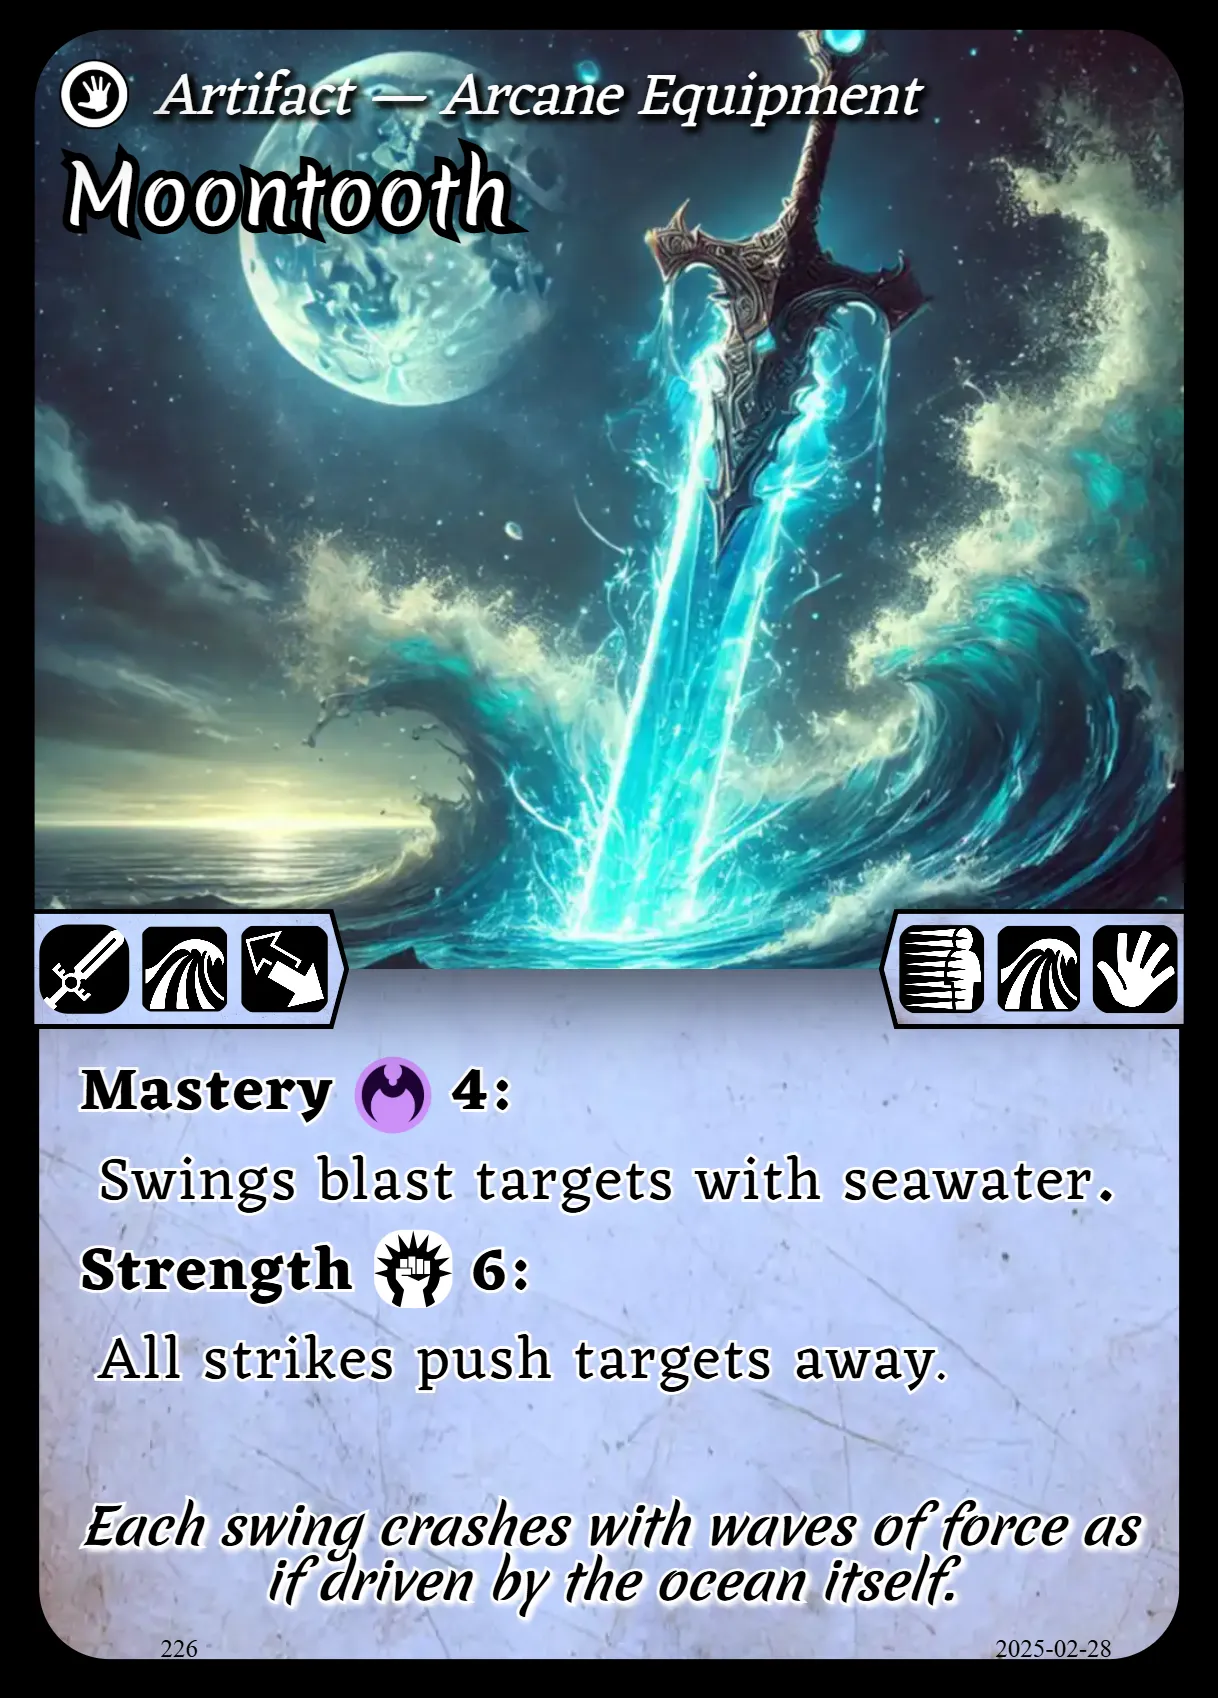 Artifact — Arcane Equipment
Moontooth
Mastery 4:
Swings blast targets with seawater.
Strength 6:
All strikes push targets away.
Each swing crashes with waves of force as
if driven by the ocean itself.
226
2025-02-28